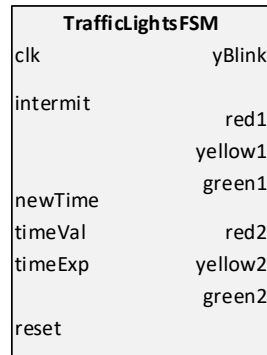 TrafficLightsFSM
clk yBlink
intermit
red1
yellow1
green1
newTime
timeVal red2
timeExp yellow2
green2
reset